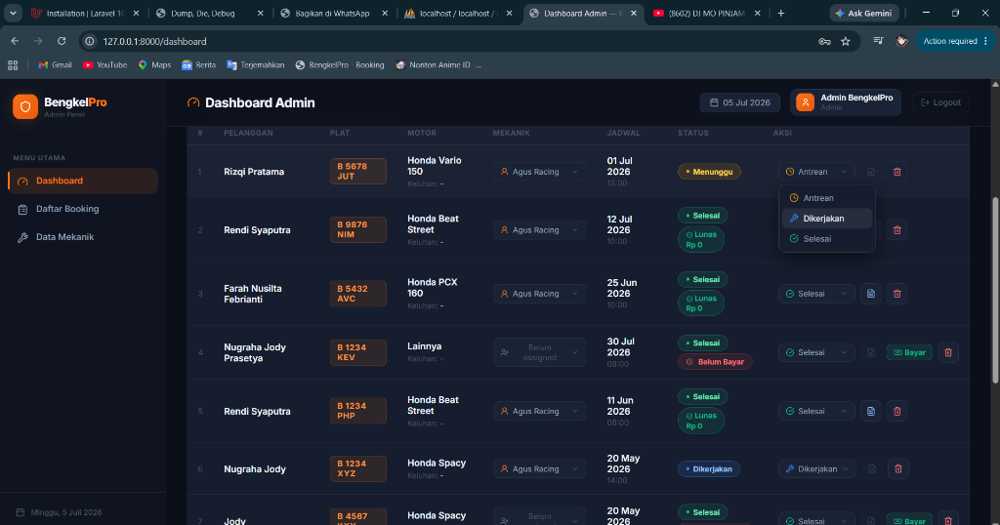 Installation | Laravel 10
Dump, Die, Debug
Bagikan di WhatsApp
localhost / localhost /
Dashboard Admin — B
(8602) DJ MO PINJAM
Ask Gemini
127.0.0.1:8000/dashboard
Action required
Gmail
YouTube
Maps
Berita
Terjemahkan
BengkelPro - Booking
Nonton Anime ID ...
BengkelPro
Admin Panel
Dashboard Admin
05 Jul 2026
Admin BengkelPro
Admin
Logout
MENU UTAMA
Dashboard
Daftar Booking
Data Mekanik
Minggu, 5 Juli 2026
# PELANGGAN PLAT MOTOR MEKANIK JADWAL STATUS AKSI
1 Rizqi Pratama
B 5678
JUT
Honda Vario
150
Keluhan: -
Agus Racing
01 Jul
2026
13:00
Menunggu
Antrean
Antrean
Dikerjakan
Selesai
2 Rendi Syaputra
B 9876
NIM
Honda Beat
Street
Keluhan: -
Agus Racing
12 Jul
2026
10:00
Selesai
Lunas
Rp 0
3
Farah Nusilta
Febrianti
B 5432
AVC
Honda PCX
160
Keluhan: -
Agus Racing
25 Jun
2026
10:00
Selesai
Lunas
Rp 0
Selesai
4
Nugraha Jody
Prasetya
B 1234
KEV
Lainnya
Keluhan: -
Belum
assigned
30 Jul
2026
08:00
Selesai
Belum Bayar
Selesai
Bayar
5 Rendi Syaputra
B 1234
PHP
Honda Beat
Street
Keluhan: -
Agus Racing
11 Jun
2026
08:00
Selesai
Lunas
Rp 0
Selesai
6 Nugraha Jody
B 1234
XYZ
Honda Spacy
Keluhan: -
Agus Racing
20 May
2026
14:00
Dikerjakan
Dikerjakan
7 Jody
B 4567
Honda Spacy
Belum
20 May
2026
Selesai
Selesai
Bayar